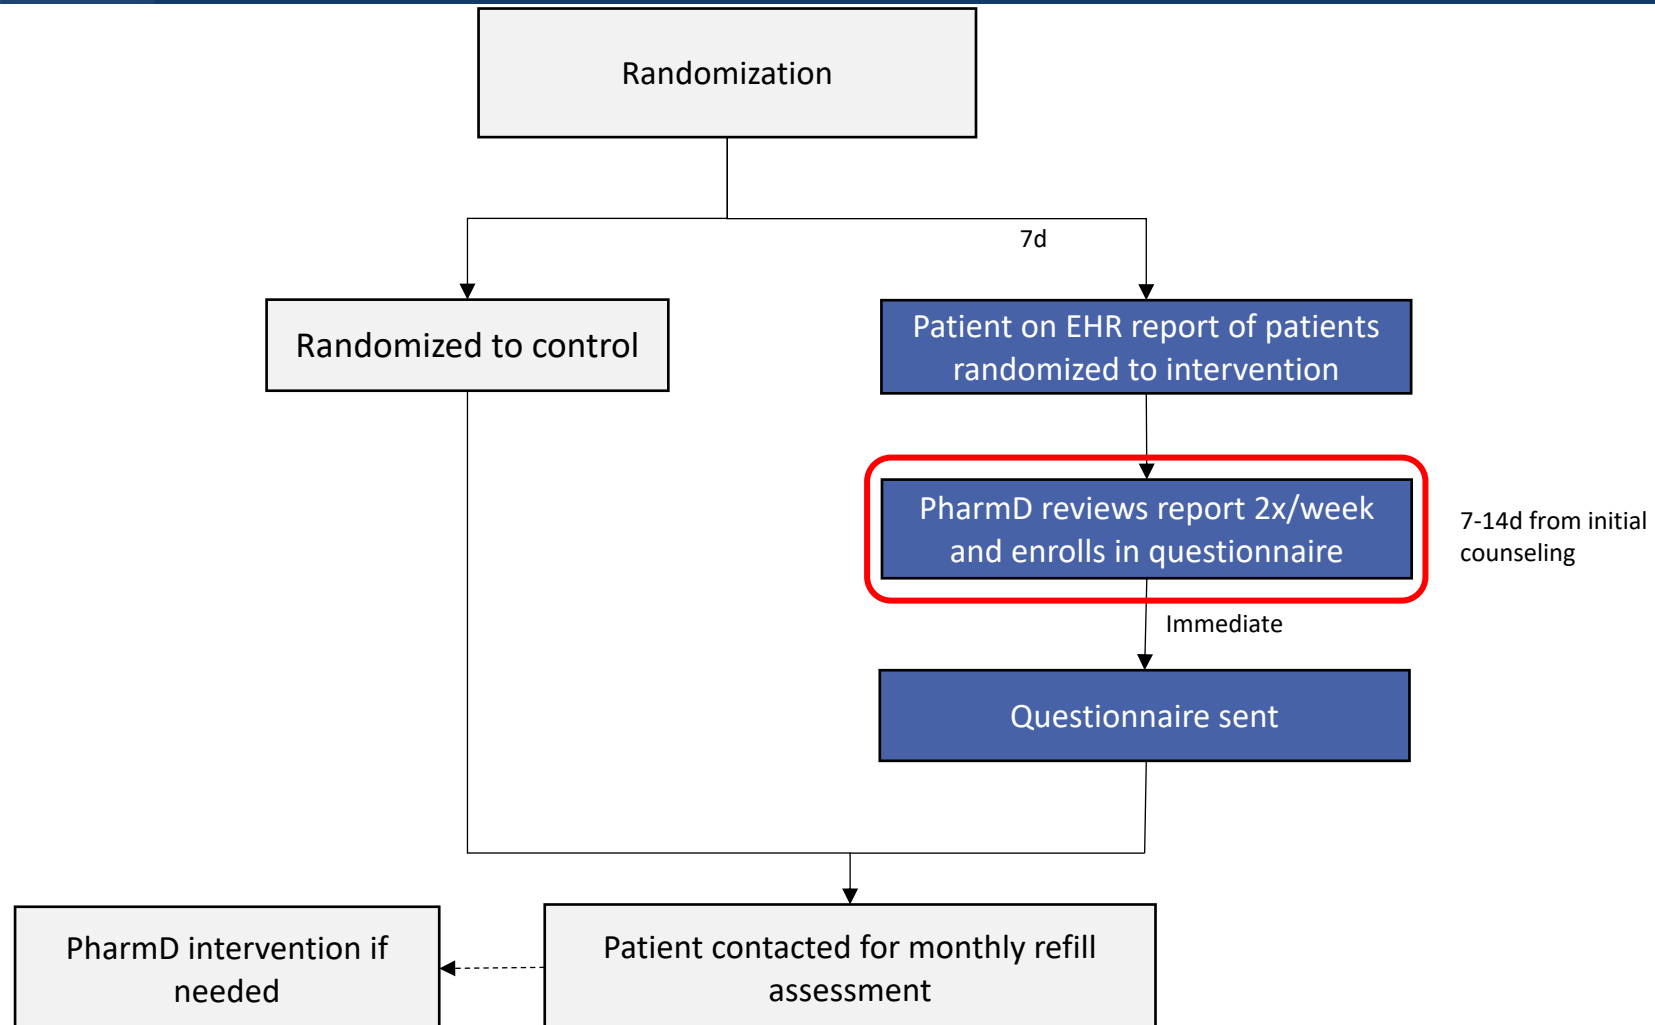 Randomization
7d
Randomized to control
Patient on EHR report of patients
randomized to intervention
PharmD reviews report 2x/week
and enrolls in questionnaire
7-14d from initial
counseling
Immediate
Questionnaire sent
PharmD intervention if
needed
Patient contacted for monthly refill
assessment